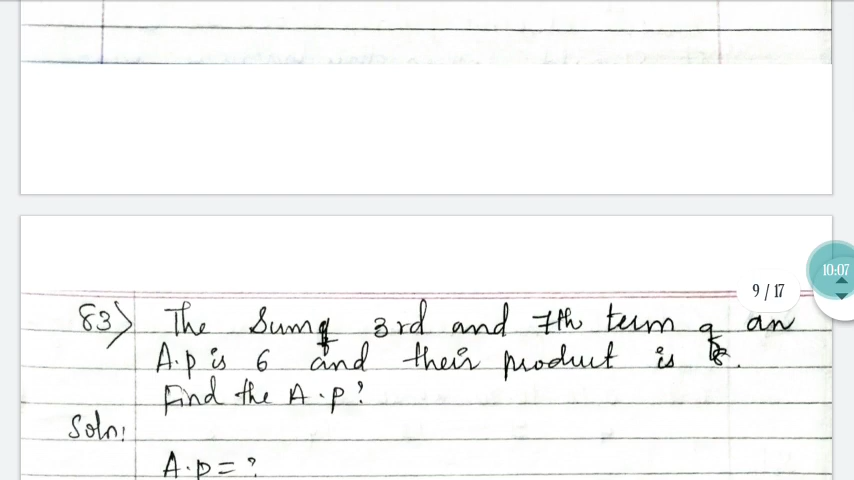 10:07
9 / 17
83) The Sum of 3rd and 7th term of an
A.p is 6 and their product is 8.
Find the A.p?
Soln:
A.p = ?